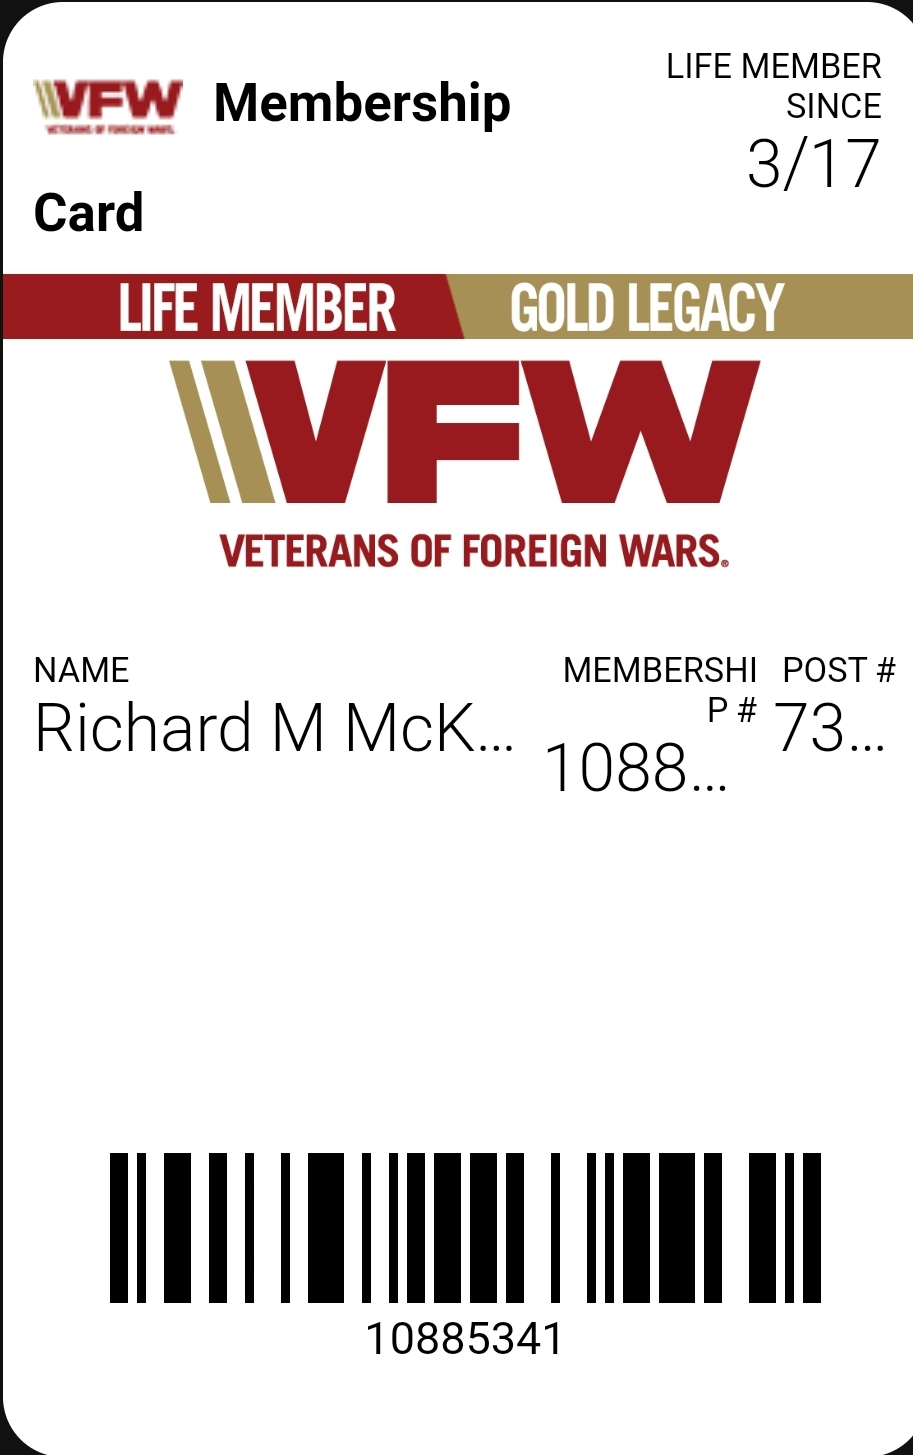 VFW
VETERANS OF FOREIGN WARS.
Membership
Card
LIFE MEMBER
SINCE
3/17
LIFE MEMBER GOLD LEGACY
VFW
VETERANS OF FOREIGN WARS.®
NAME
Richard M McK...
MEMBERSHI
P #
1088...
POST #
73...
10885341